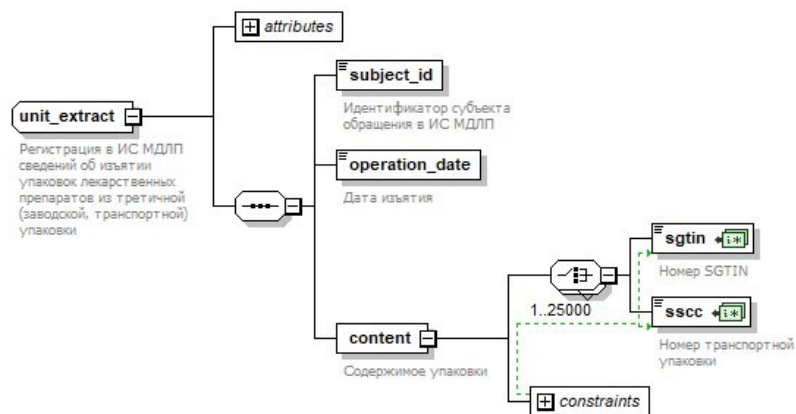 attributes
subject_id
Идентификатор субъекта
обращения в ИС МДЛП
unit_extract
Регистрация в ИС МДЛП
сведений об изъятии
упаковок лекарственных
препаратов из третичной
(заводской, транспортной)
упаковки
operation_date
Дата изъятия
sgtin
Номер SGTIN
1..25000
sscc
Номер транспортной
упаковки
content
Содержимое упаковки
constraints